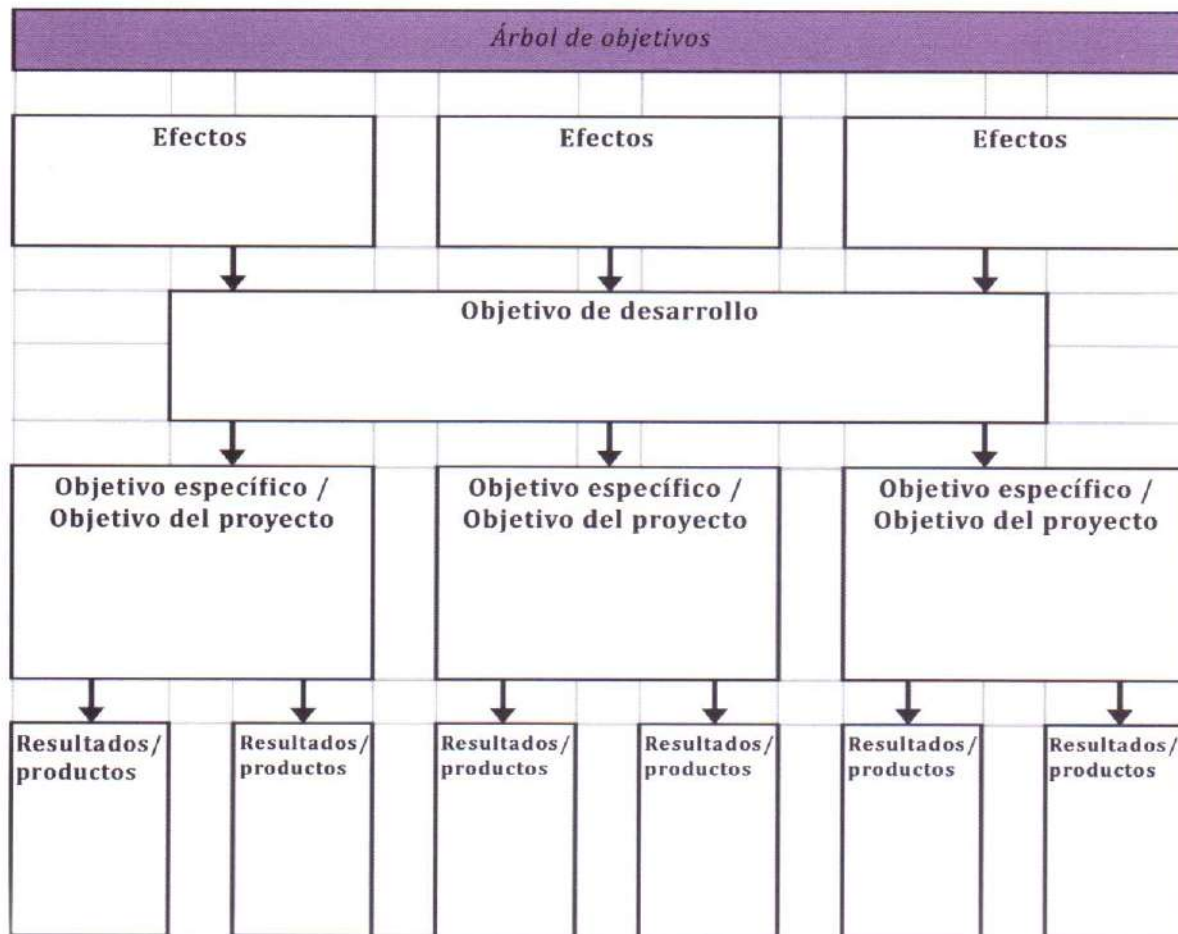 Árbol de objetivos
Efectos
Efectos
Efectos
Objetivo de desarrollo
Objetivo específico /
Objetivo del proyecto
Objetivo específico /
Objetivo del proyecto
Objetivo específico /
Objetivo del proyecto
Resultados/
productos
Resultados/
productos
Resultados/
productos
Resultados/
productos
Resultados/
productos
Resultados/
productos